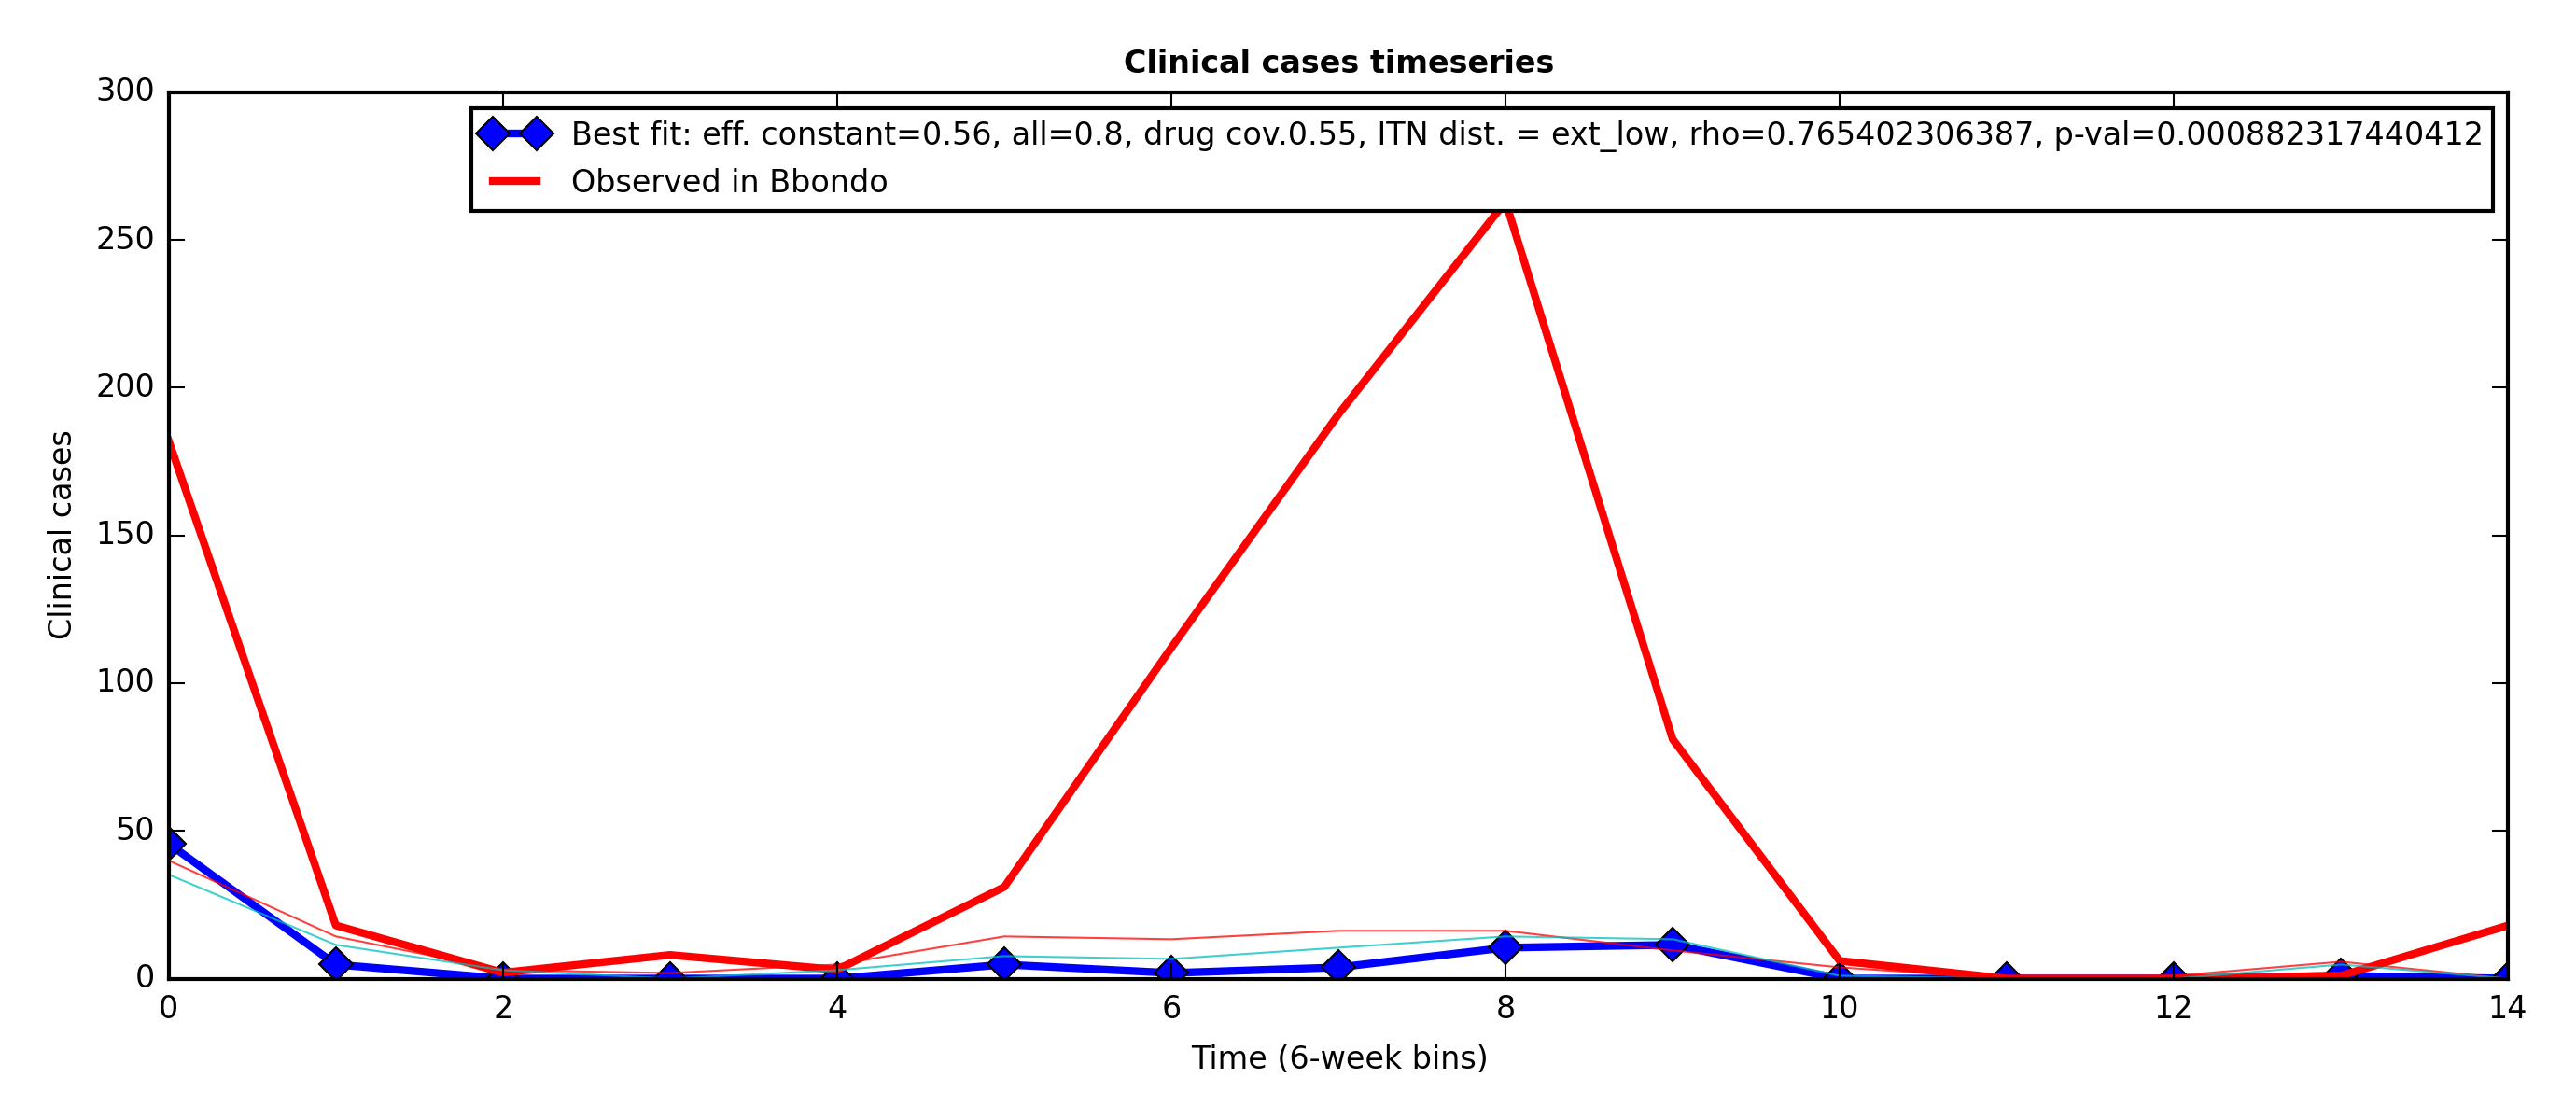 Clinical cases timeseries
300
250
200
150
100
50
0
Clinical cases
Best fit: eff. constant=0.56, all=0.8, drug cov.0.55, ITN dist. = ext_low, rho=0.765402306387, p-val=0.000882317440412
Observed in Bbondo
0 2 4 6 8 10 12 14
Time (6-week bins)